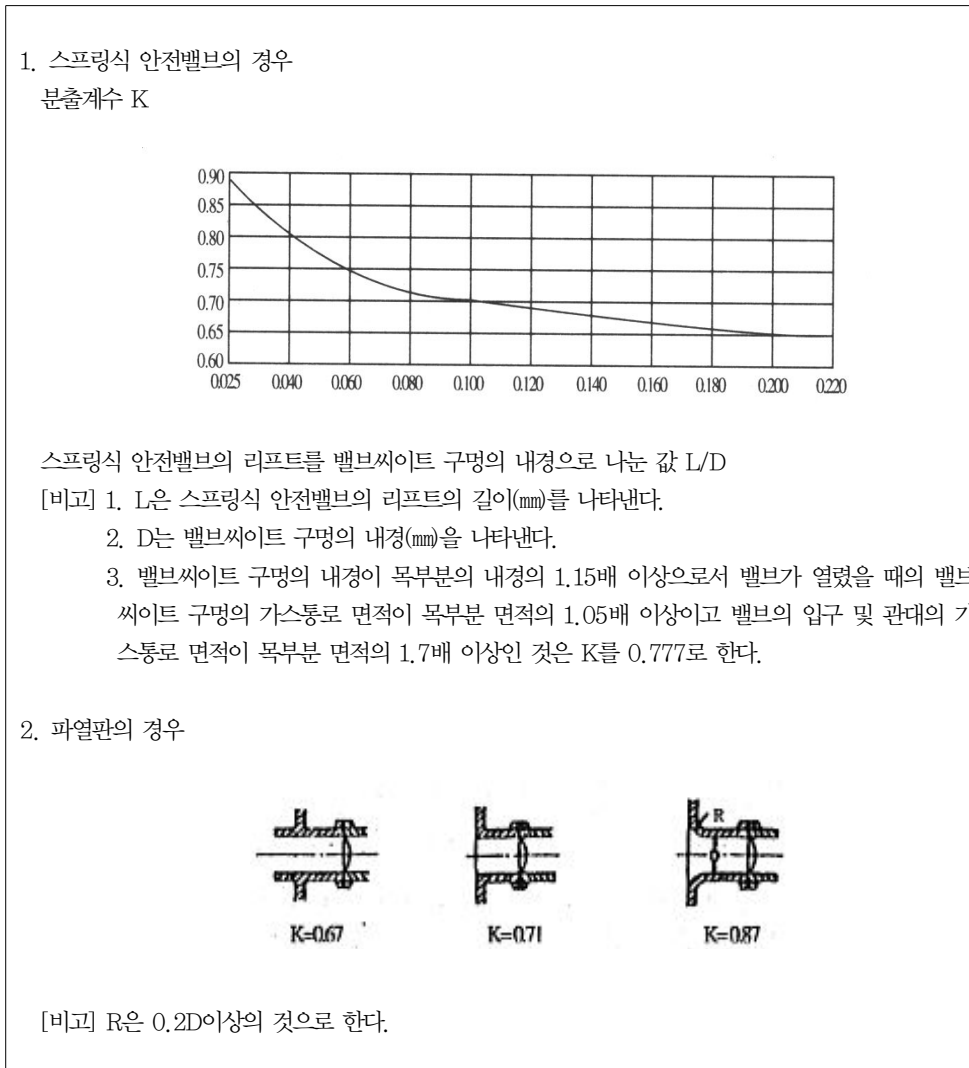 1. 스프링식 안전밸브의 경우
분출계수 K
0.90
0.85
0.80
0.75
0.70
0.65
0.60
0.025 0.040 0.060 0.080 0.100 0.120 0.140 0.160 0.180 0.200 0.220
스프링식 안전밸브의 리프트를 밸브씨이트 구멍의 내경으로 나눈 값 L/D
[비고] 1. L은 스프링식 안전밸브의 리프트의 길이(㎜)를 나타낸다.
2. D는 밸브씨이트 구멍의 내경(㎜)을 나타낸다.
3. 밸브씨이트 구멍의 내경이 목부분의 내경의 1.15배 이상으로서 밸브가 열렸을 때의 밸브
씨이트 구멍의 가스통로 면적이 목부분 면적의 1.05배 이상이고 밸브의 입구 및 관대의 가
스통로 면적이 목부분 면적의 1.7배 이상인 것은 K를 0.777로 한다.
2. 파열판의 경우
R
D
K=0.67 K=0.71 K=0.87
[비고] R은 0.2D이상의 것으로 한다.